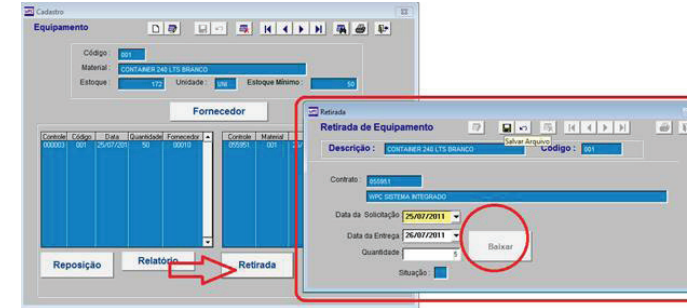 Cadastro
Equipamento
Código : 001
Material : CONTAINER 240 LTS BRANCO
Estoque : 172 Unidade : UNI Estoque Mínimo : 50
Fornecedor
Controle Código Data Quantidade Fornecedor
000003 001 25/07/201 50 00010
Controle Material
055951 001
Reposição Relatório Retirada
Retirada
Retirada de Equipamento
Salvar Arquivo
Descrição : CONTAINER 240 LTS BRANCO Código : 001
Contrato : 055951
WPC SISTEMA INTEGRADO
Data da Solicitação 25/07/2011
Data da Entrega 26/07/2011
Quantidade 5
Baixar
Situação :